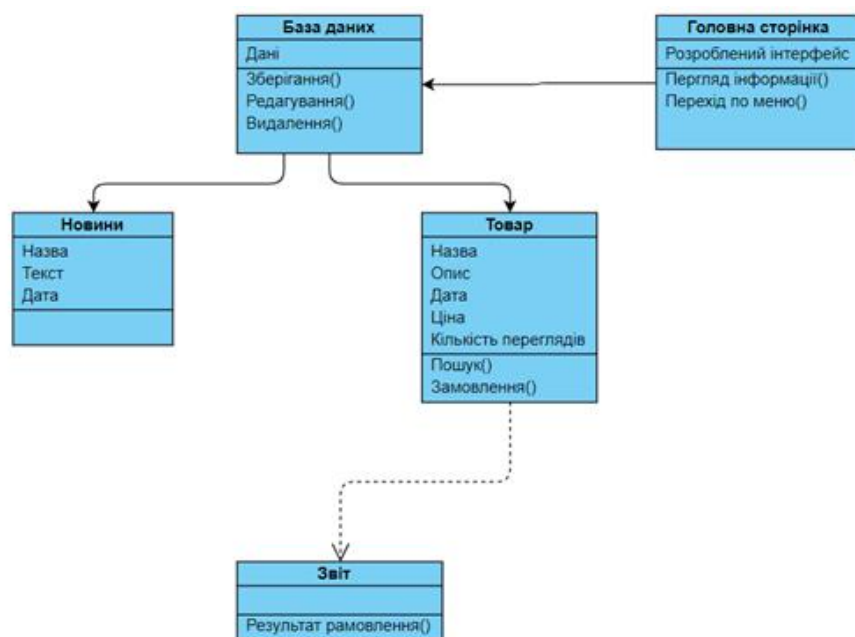 База даних
Дані
Зберігання()
Редагування()
Видалення()
Головна сторінка
Розроблений інтерфейс
Пергляд інформації()
Перехід по меню()
Новини
Назва
Текст
Дата
Товар
Назва
Опис
Дата
Ціна
Кількість переглядів
Пошук()
Замовлення()
Звіт
Результат рамовлення()